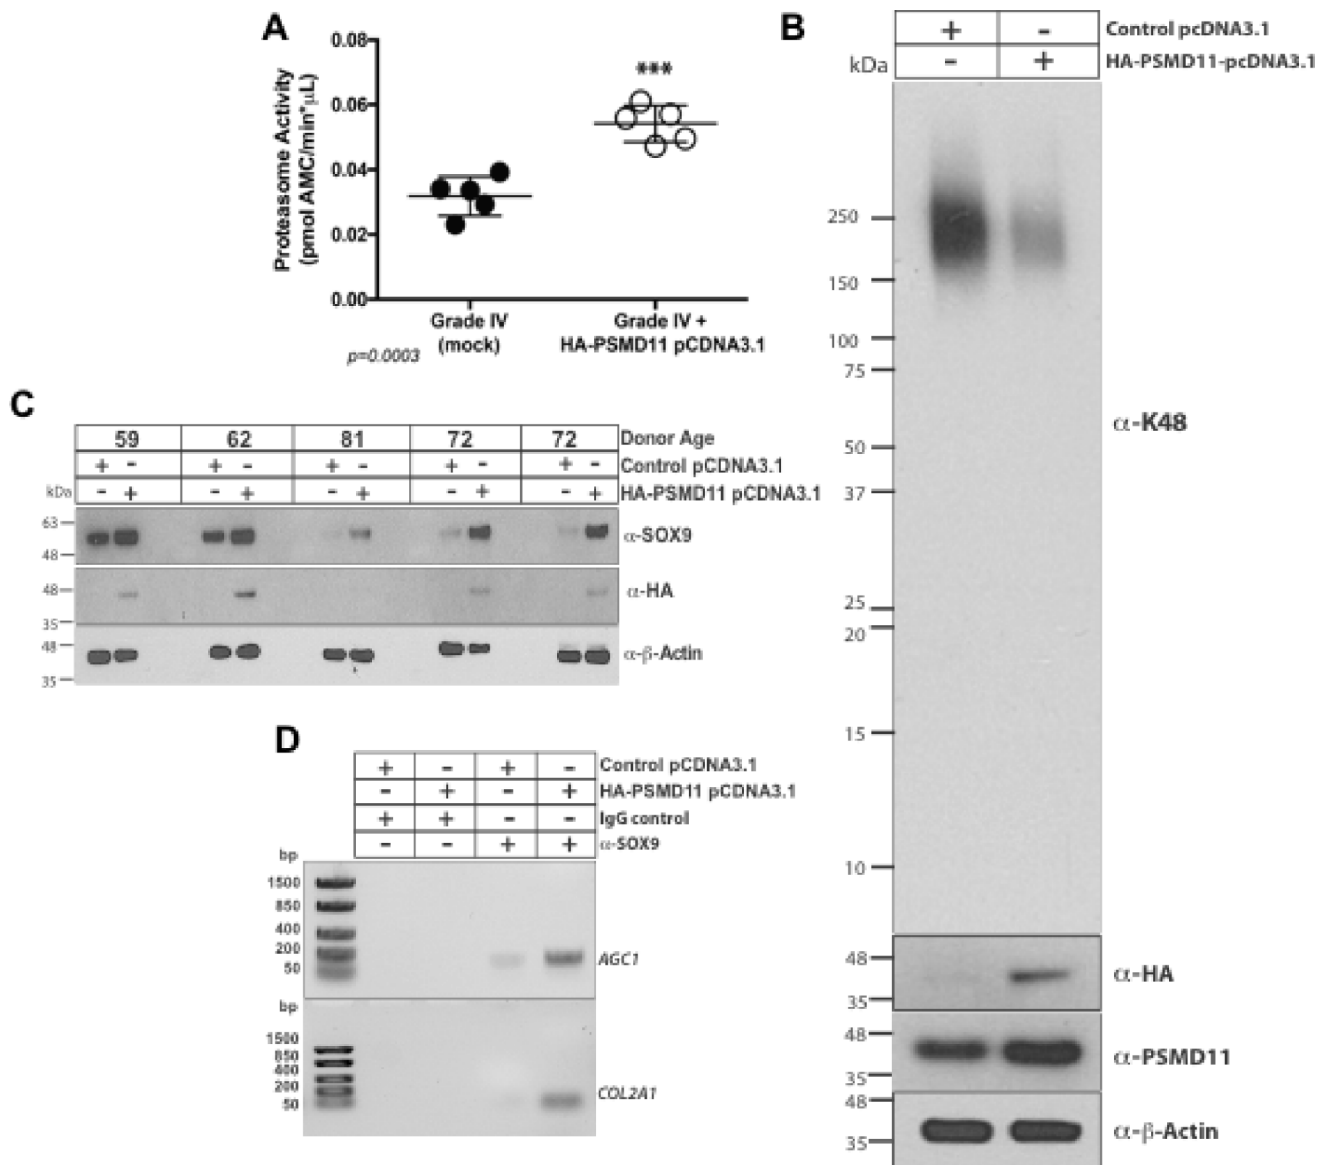 A
0.08
0.06
0.04
0.02
0.00
Proteasome Activity
(pmol AMC/min*µL)
***
Grade IV
(mock)
Grade IV +
HA-PSMD11 pCDNA3.1
p=0.0003
B
+ - Control pcDNA3.1
- + HA-PSMD11-pcDNA3.1
kDa
250
150
100
75
50
37
25
20
15
10
α-K48
48
35
α-HA
48
35
α-PSMD11
48
35
α-β-Actin
C
59 62 81 72 72 Donor Age
+ - + - + - + - + - Control pCDNA3.1
- + - + - + - + - + HA-PSMD11 pCDNA3.1
kDa
63
48
α-SOX9
48
35
α-HA
48
35
α-β-Actin
D
+ - + - Control pCDNA3.1
- + - + HA-PSMD11 pCDNA3.1
+ + - - IgG control
- - + + α-SOX9
bp
1500
850
400
200
50
AGC1
bp
1500
850
400
200
50
COL2A1